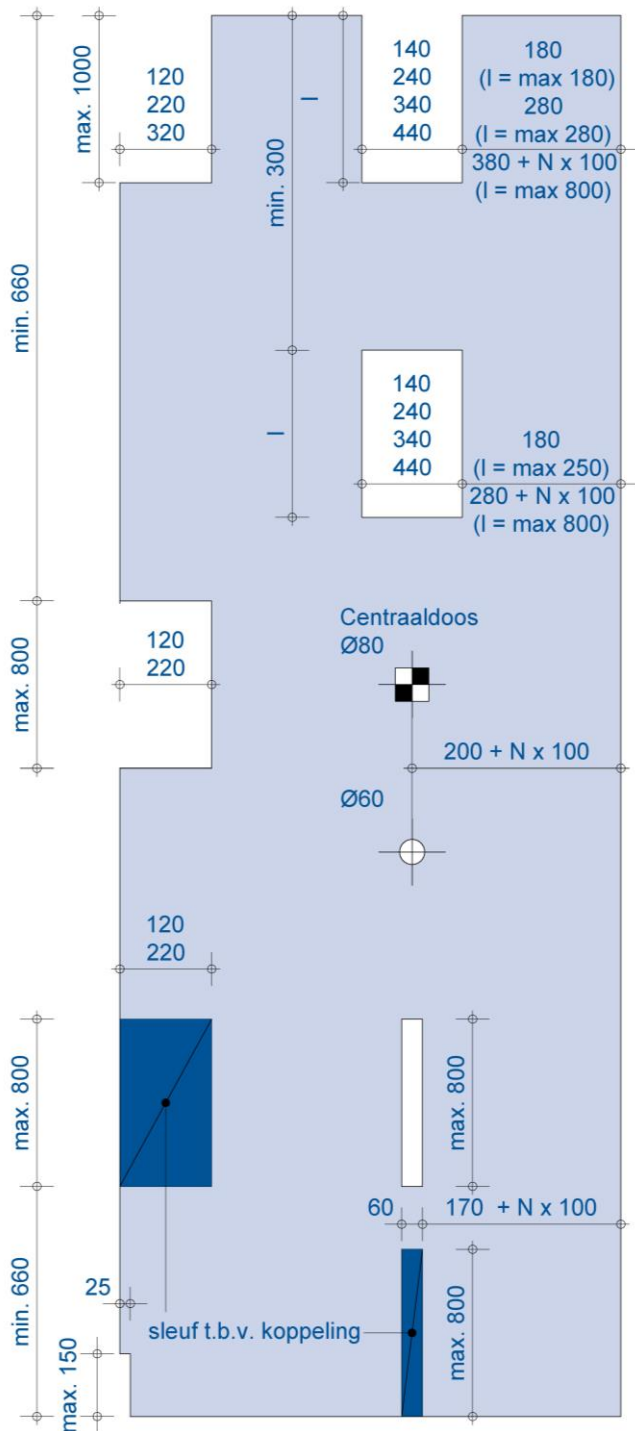 max. 1000
120
220
320
l
min. 300
140
240
340
440
180
(l = max 180)
280
(l = max 280)
380 + N x 100
(l = max 800)
min. 660
l
140
240
340
440
180
(l = max 250)
280 + N x 100
(l = max 800)
max. 800
120
220
Centraaldoos
Ø80
200 + N x 100
Ø60
120
220
max. 800
max. 800
60
170 + N x 100
min. 660
25
sleuf t.b.v. koppeling
max. 800
max. 150